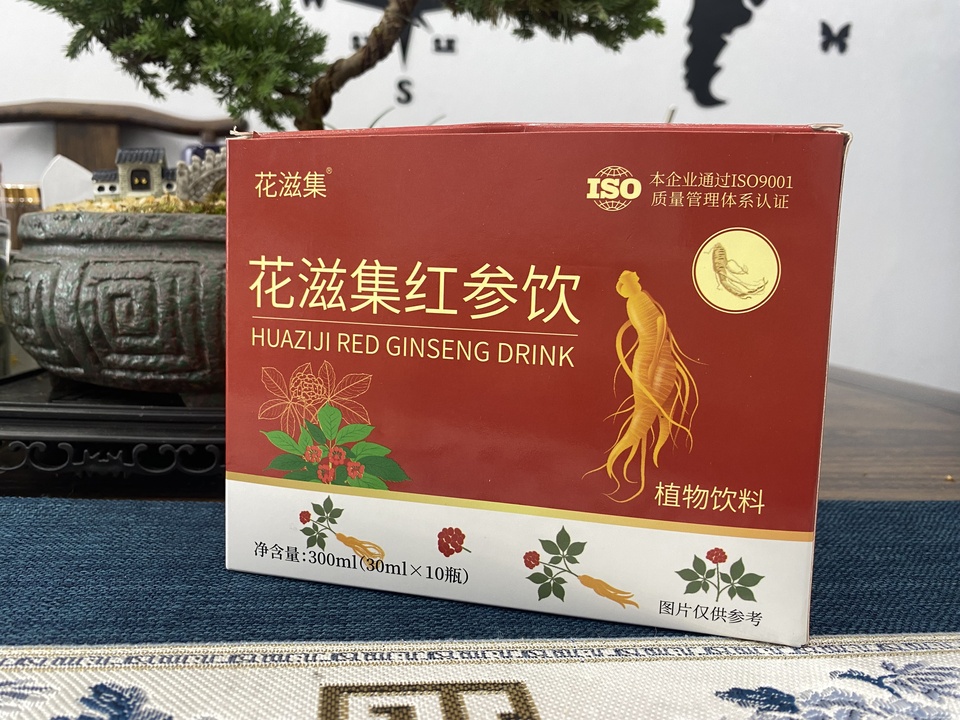 S
花滋集®
ISO
本企业通过ISO9001
质量管理体系认证
花滋集红参饮
HUAZIJI RED GINSENG DRINK
植物饮料
净含量:300ml(30ml×10瓶)
图片仅供参考